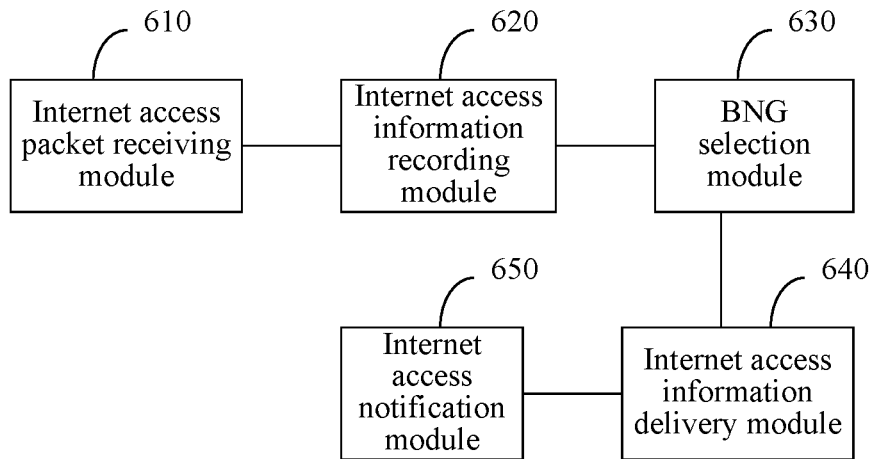 610
620
630
Internet access
packet receiving
module
Internet access
information
recording
module
BNG
selection
module
650
640
Internet
access
notification
module
Internet access
information
delivery module